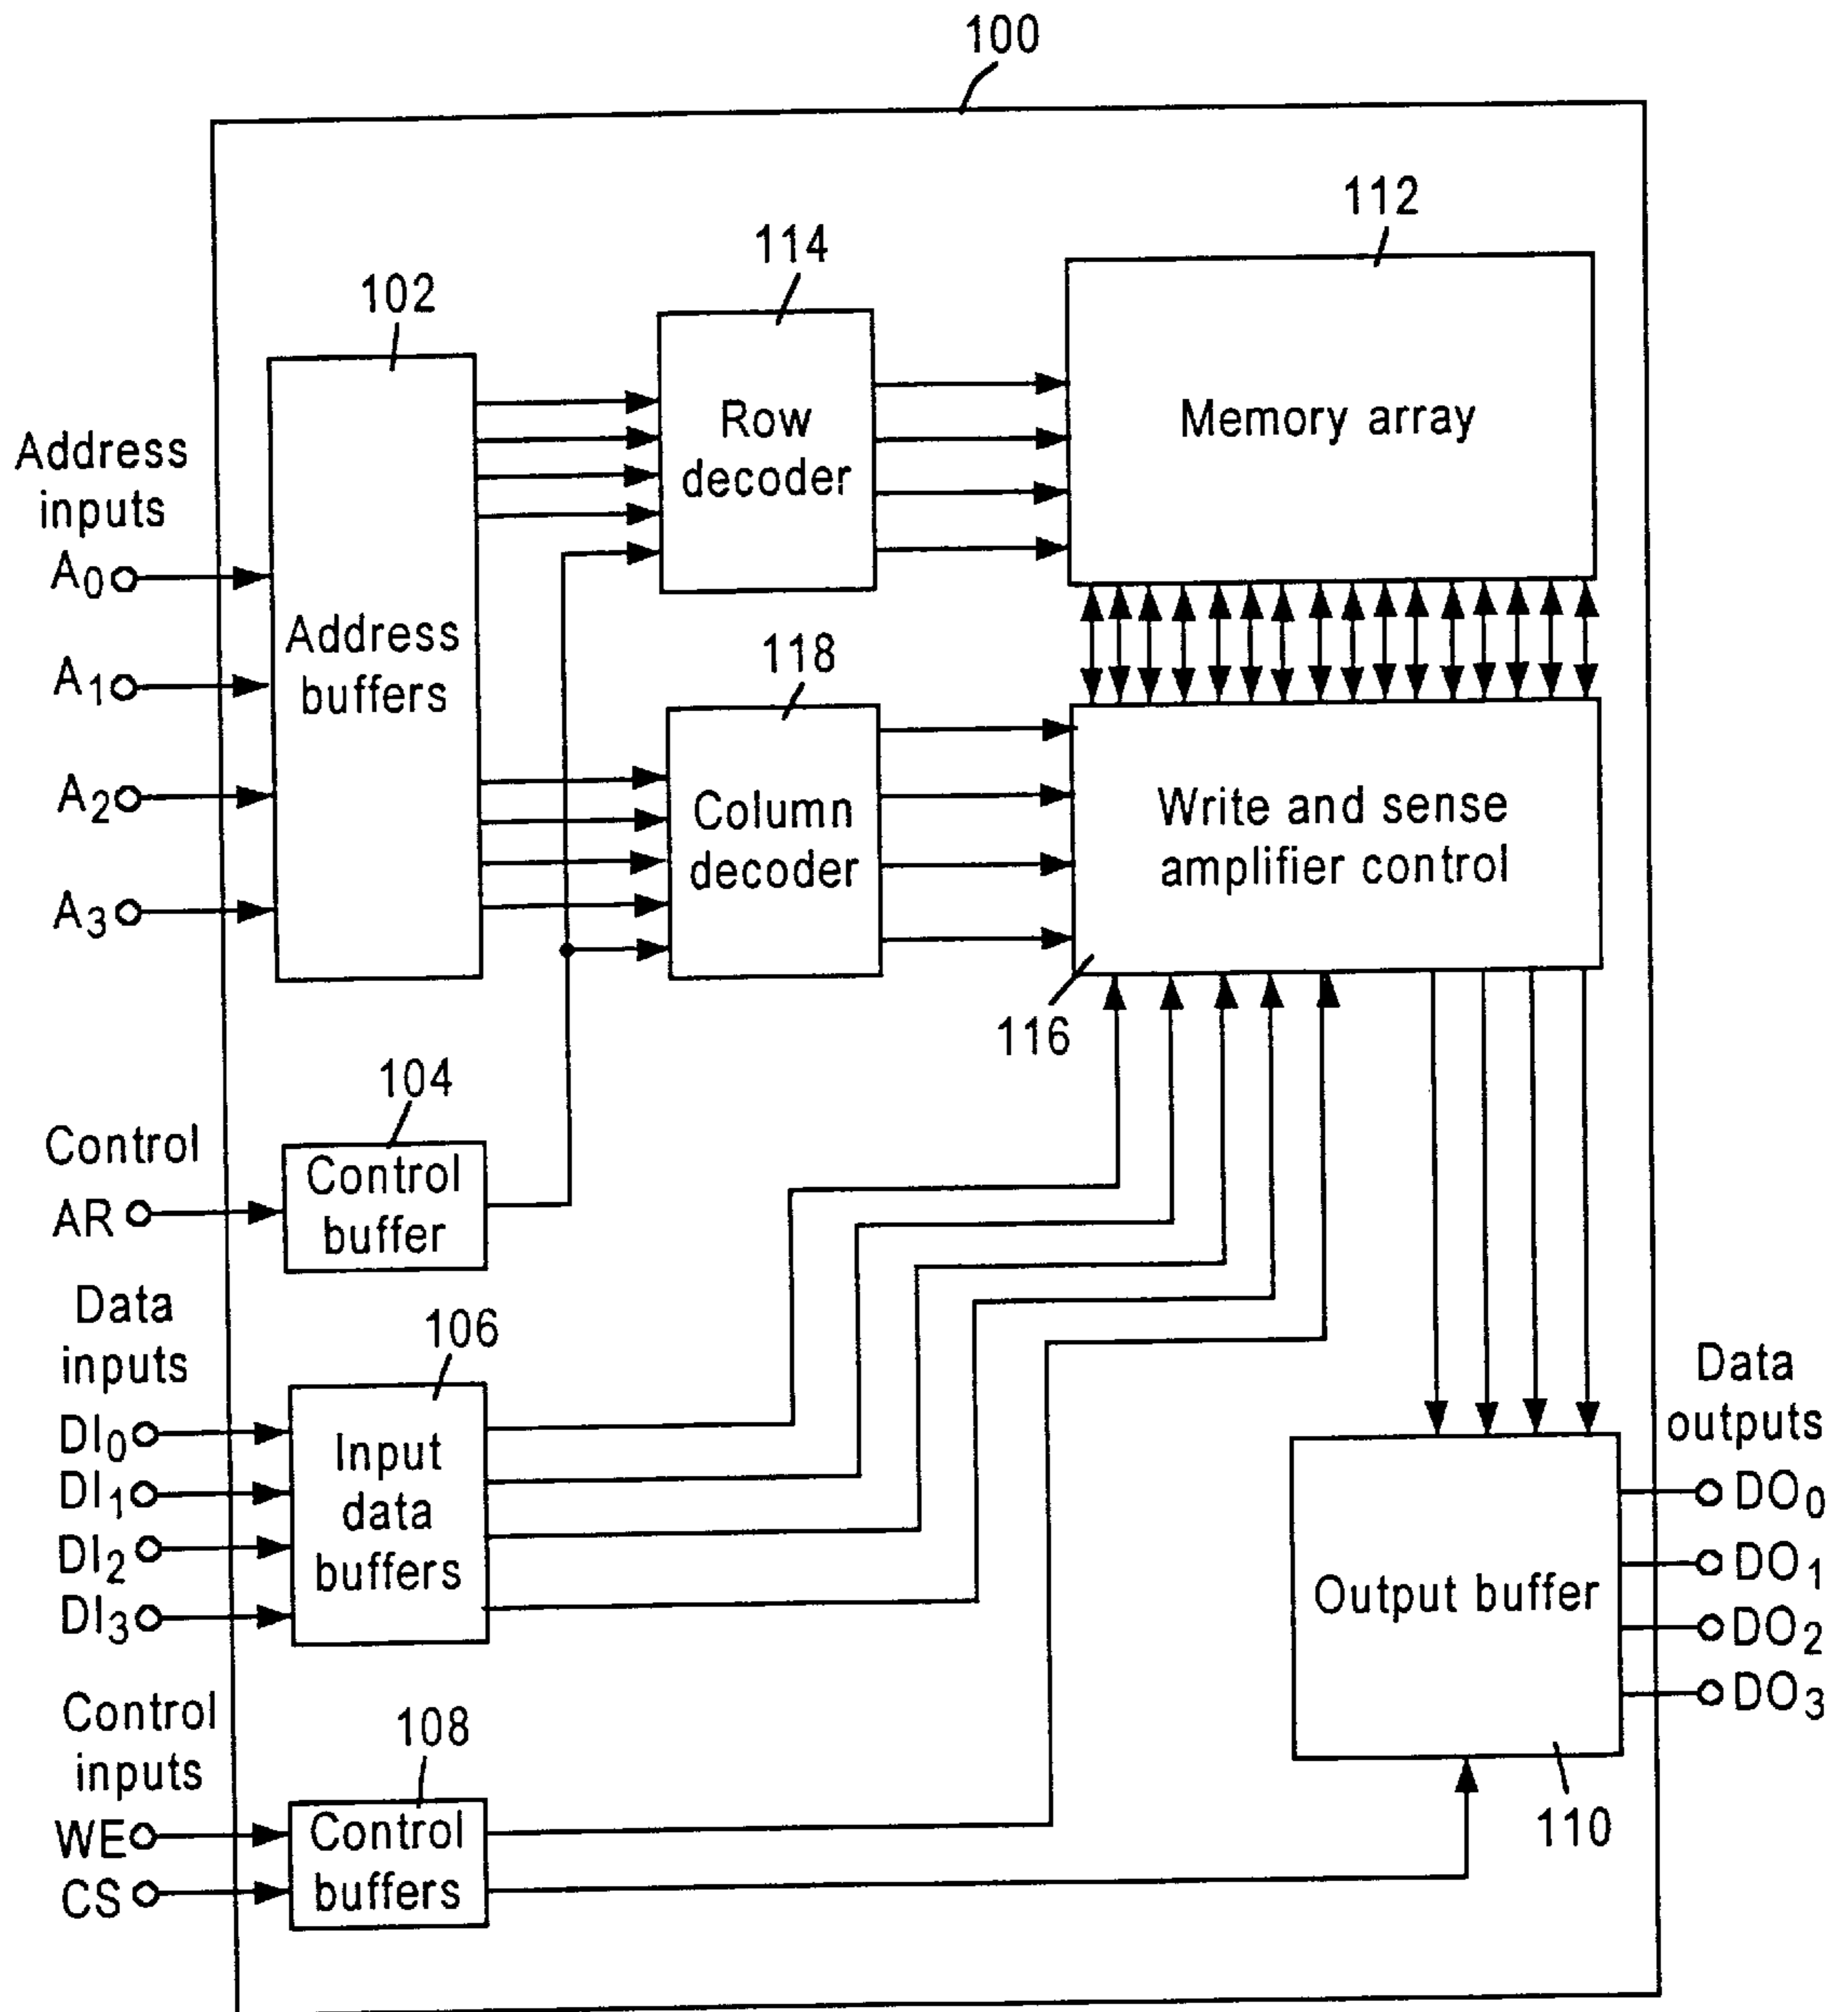 100
112
114
102
Row
decoder
Memory array
Address
inputs
A0
A1
A2
A3
Address
buffers
118
Column
decoder
Write and sense
amplifier control
116
104
Control
AR
Control
buffer
Data
inputs
106
DI0
DI1
DI2
DI3
Input
data
buffers
Data
outputs
DO0
DO1
DO2
DO3
Output buffer
110
Control
inputs
108
WE
CS
Control
buffers